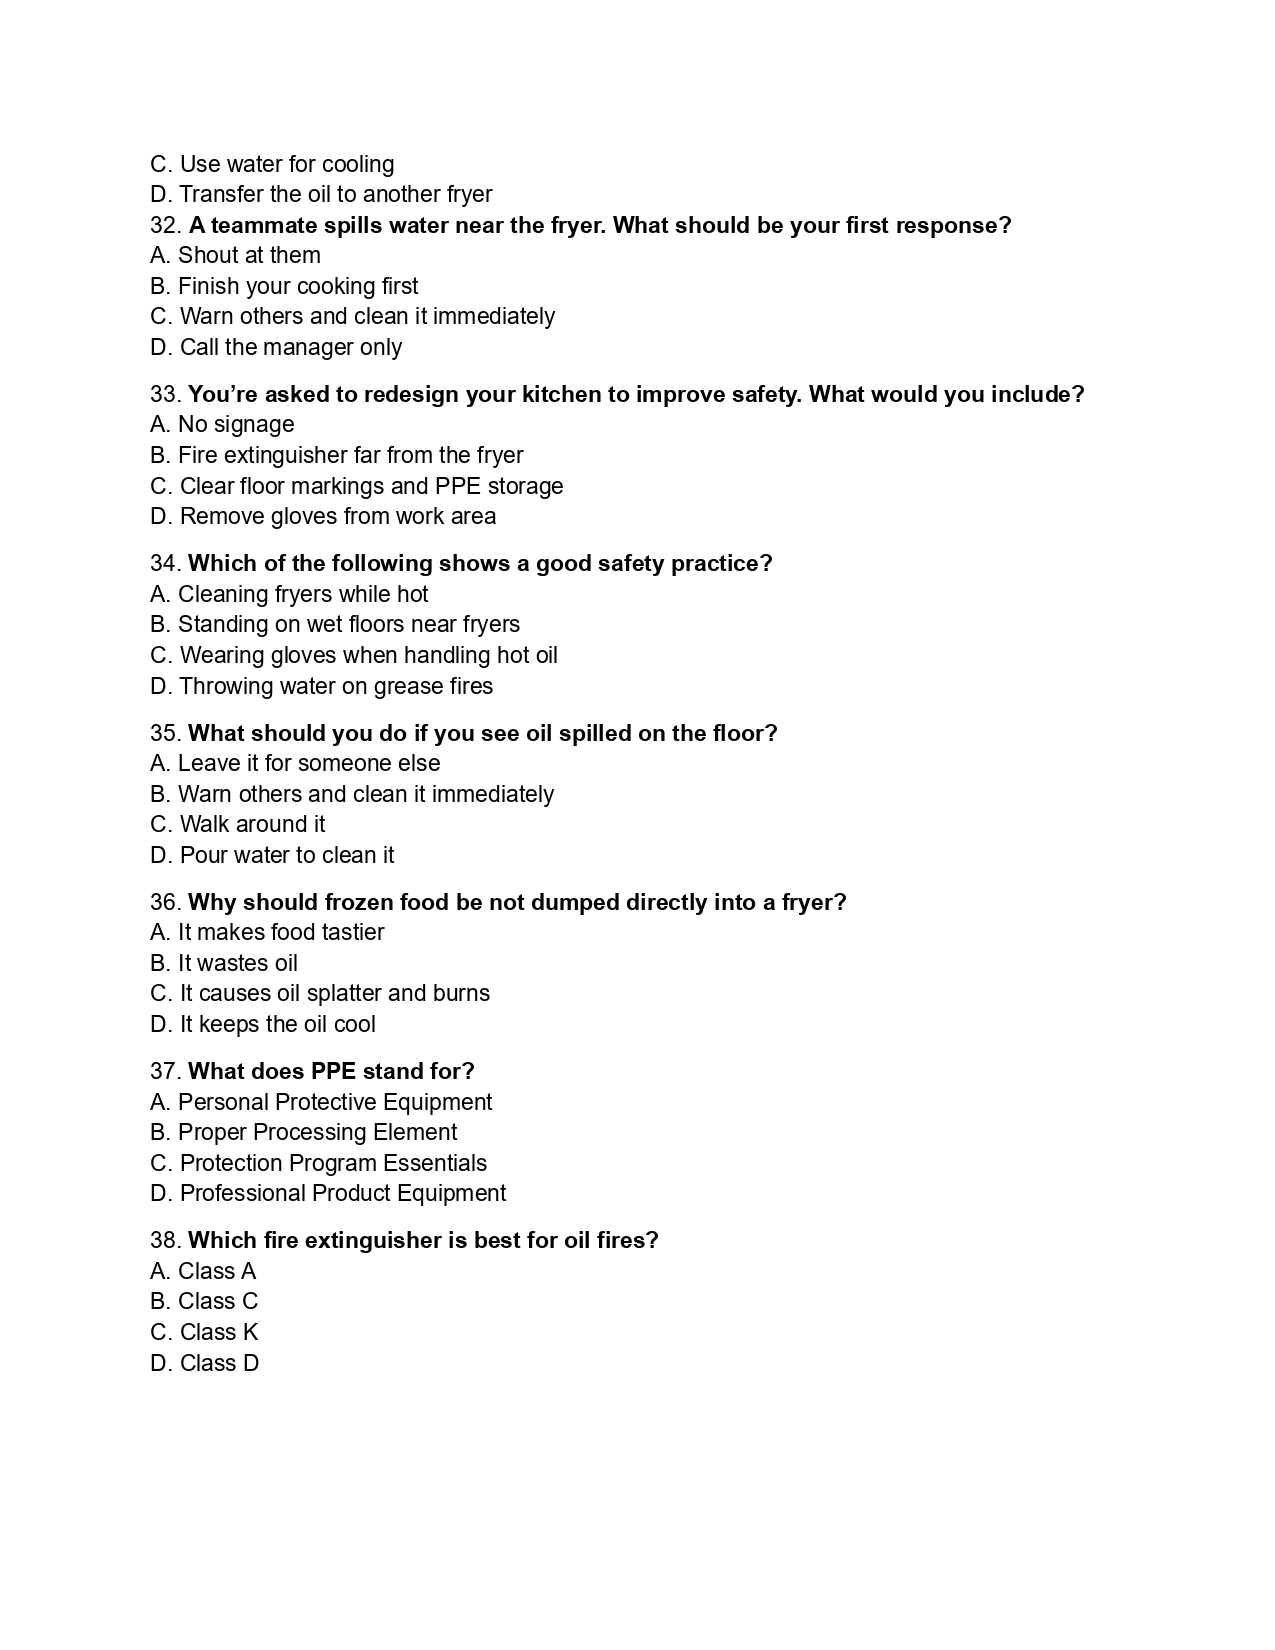 C. Use water for cooling
D. Transfer the oil to another fryer
32. A teammate spills water near the fryer. What should be your first response?
A. Shout at them
B. Finish your cooking first
C. Warn others and clean it immediately
D. Call the manager only
33. You’re asked to redesign your kitchen to improve safety. What would you include?
A. No signage
B. Fire extinguisher far from the fryer
C. Clear floor markings and PPE storage
D. Remove gloves from work area
34. Which of the following shows a good safety practice?
A. Cleaning fryers while hot
B. Standing on wet floors near fryers
C. Wearing gloves when handling hot oil
D. Throwing water on grease fires
35. What should you do if you see oil spilled on the floor?
A. Leave it for someone else
B. Warn others and clean it immediately
C. Walk around it
D. Pour water to clean it
36. Why should frozen food be not dumped directly into a fryer?
A. It makes food tastier
B. It wastes oil
C. It causes oil splatter and burns
D. It keeps the oil cool
37. What does PPE stand for?
A. Personal Protective Equipment
B. Proper Processing Element
C. Protection Program Essentials
D. Professional Product Equipment
38. Which fire extinguisher is best for oil fires?
A. Class A
B. Class C
C. Class K
D. Class D